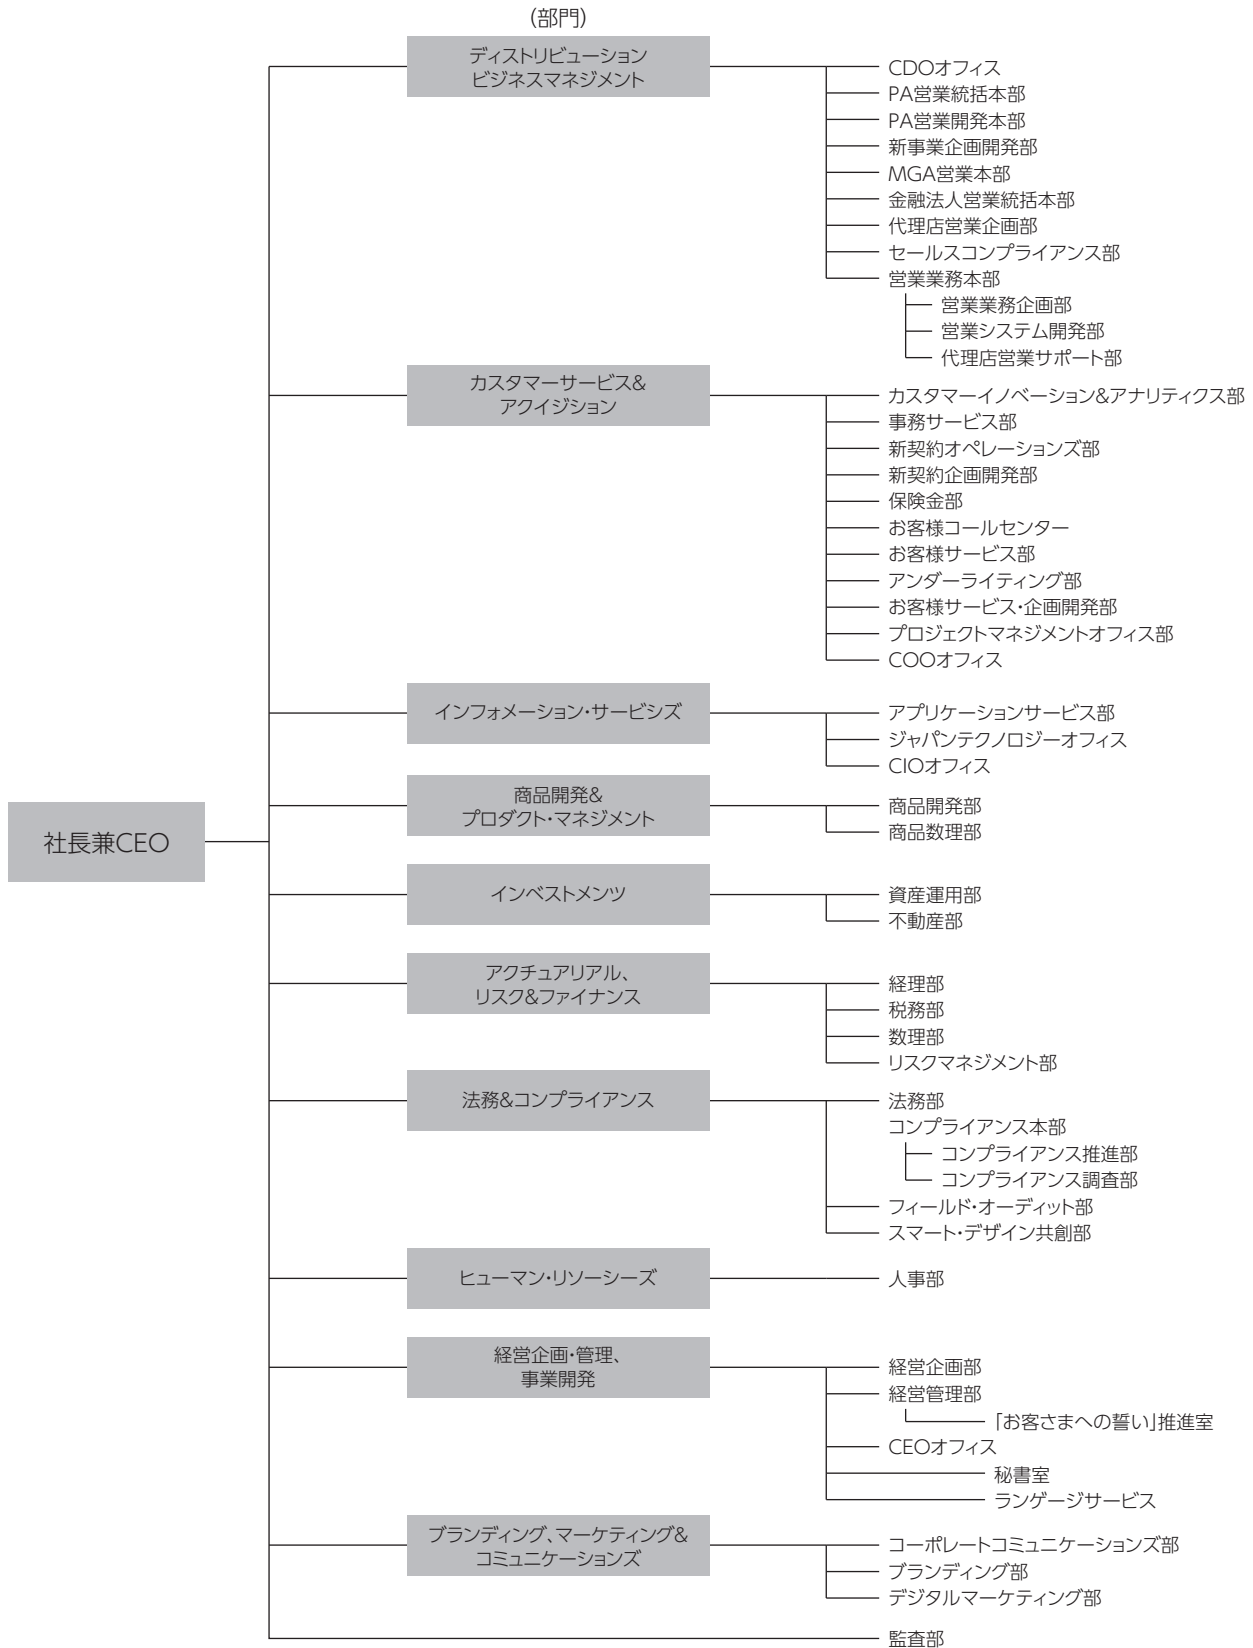 (部門)
ディストリビューション
ビジネスマネジメント
CDOオフィス
PA営業統括本部
PA営業開発本部
新事業企画開発部
MGA営業本部
金融法人営業統括本部
代理店営業企画部
セールスコンプライアンス部
営業業務本部
営業業務企画部
営業システム開発部
代理店営業サポート部
カスタマーサービス&
アクイジション
カスタマーイノベーション&アナリティクス部
事務サービス部
新契約オペレーションズ部
新契約企画開発部
保険金部
お客様コールセンター
お客様サービス部
アンダーライティング部
お客様サービス・企画開発部
プロジェクトマネジメントオフィス部
COOオフィス
インフォメーション・サービシズ
アプリケーションサービス部
ジャパンテクノロジーオフィス
CIOオフィス
商品開発&
プロダクト・マネジメント
商品開発部
商品数理部
社長兼CEO
インベストメンツ
資産運用部
不動産部
アクチュアリアル、
リスク&ファイナンス
経理部
税務部
数理部
リスクマネジメント部
法務&コンプライアンス
法務部
コンプライアンス本部
コンプライアンス推進部
コンプライアンス調査部
フィールド・オーディット部
スマート・デザイン共創部
ヒューマン・リソーシーズ
人事部
経営企画・管理、
事業開発
経営企画部
経営管理部
「お客さまへの誓い」推進室
CEOオフィス
秘書室
ランゲージサービス
ブランディング、マーケティング&
コミュニケーションズ
コーポレートコミュニケーションズ部
ブランディング部
デジタルマーケティング部
監査部